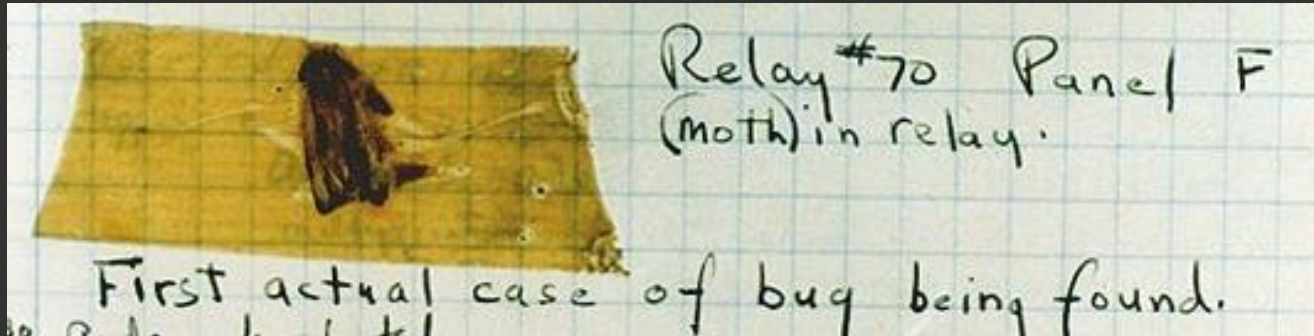 Relay #70 Panel F
(moth) in relay.
First actual case of bug being found.